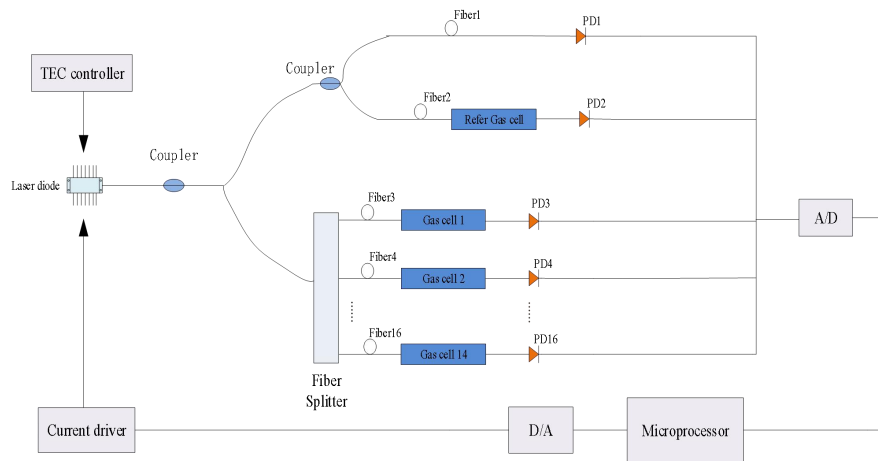 Fiber1
PD1
TEC controller
Coupler
Fiber2
PD2
Refer Gas cell
Coupler
Laser diode
Fiber3
PD3
Gas cell 1
A/D
Fiber4
PD4
Gas cell 2
Fiber16
PD16
Gas cell 14
Fiber
Splitter
Current driver
D/A
Microprocessor